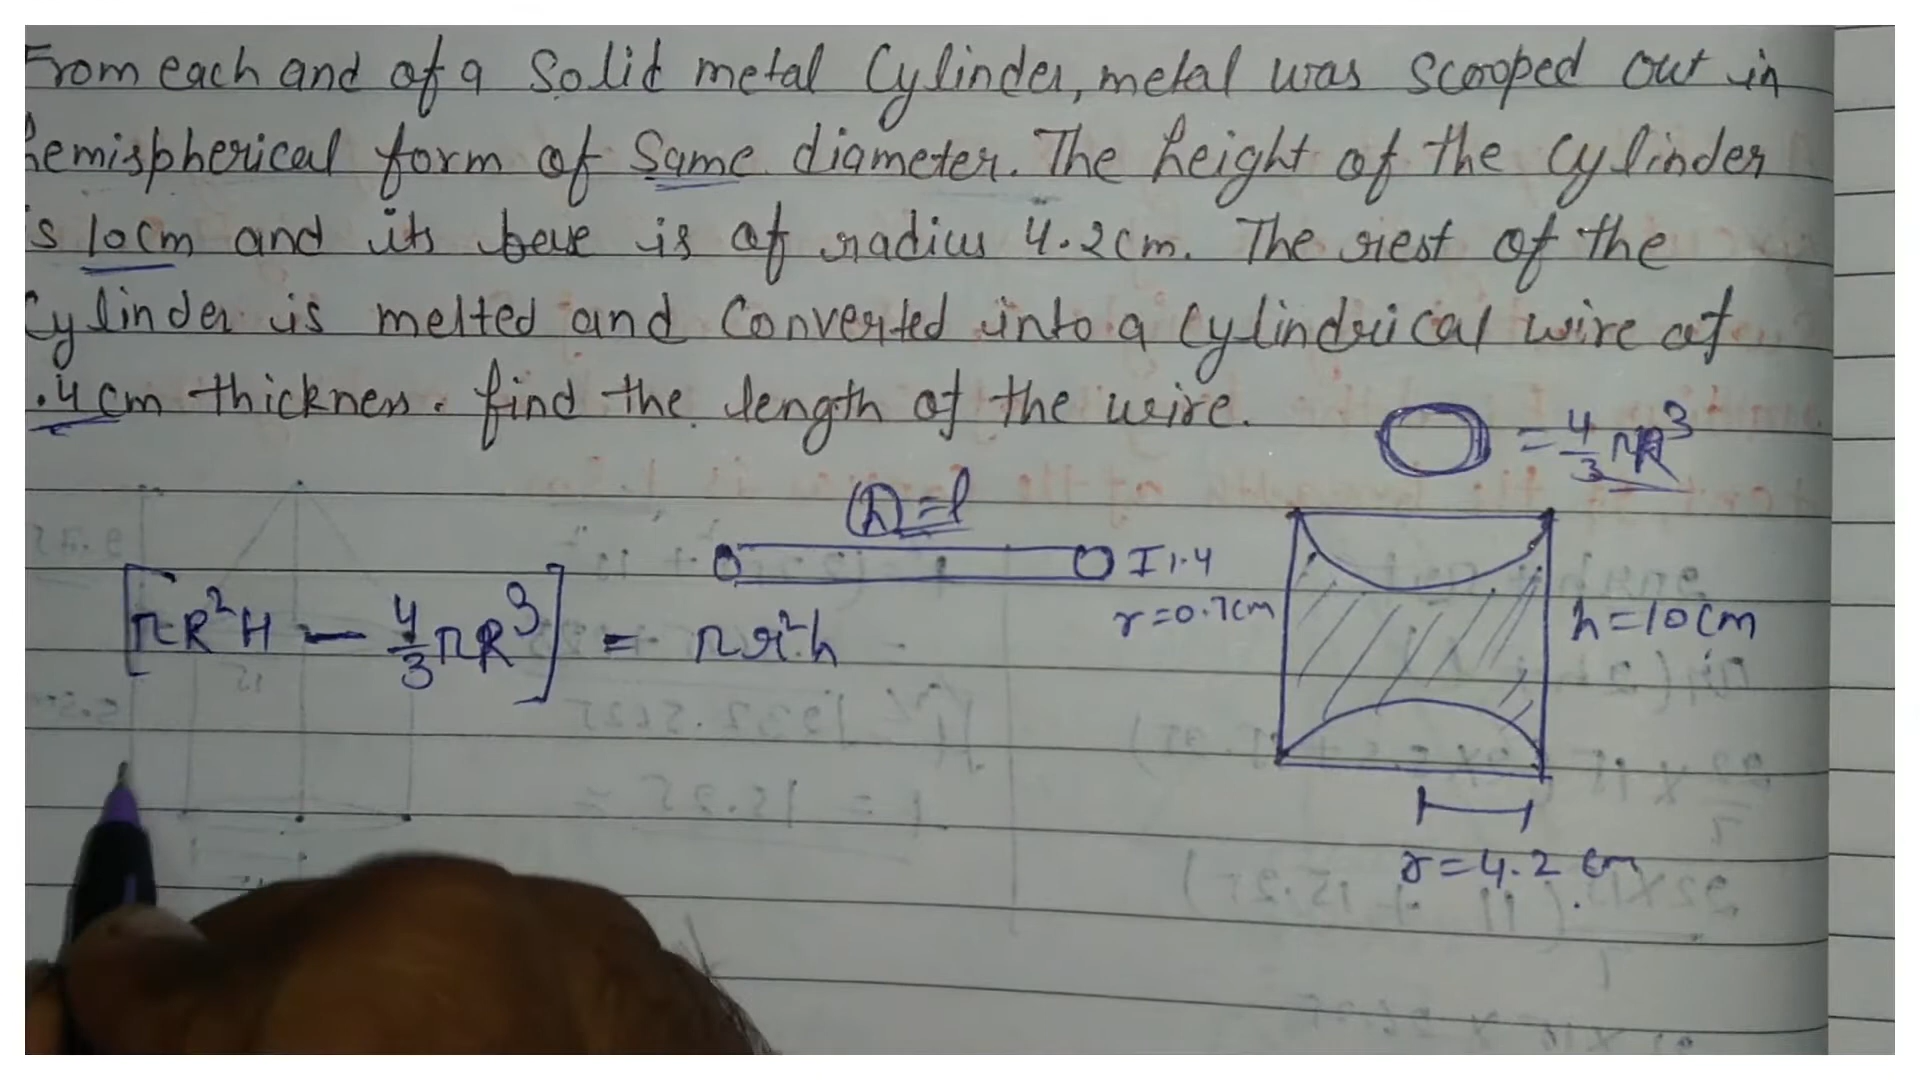 From each and of a Solid metal Cylinder, metal was scooped out in
hemispherical form of Same diameter. The height of the Cylinder
is 10cm and its base is of radius 4.2cm. The rest of the
Cylinder is melted and Converted into a Cylindrical wire of
.4cm thickness. find the length of the wire.
= 4/3 πR³
(h) = l
I 1.4
r = 0.7cm
h = 10cm
[πR²H — 4/3 πR³] = πr²h
r = 4.2 cm